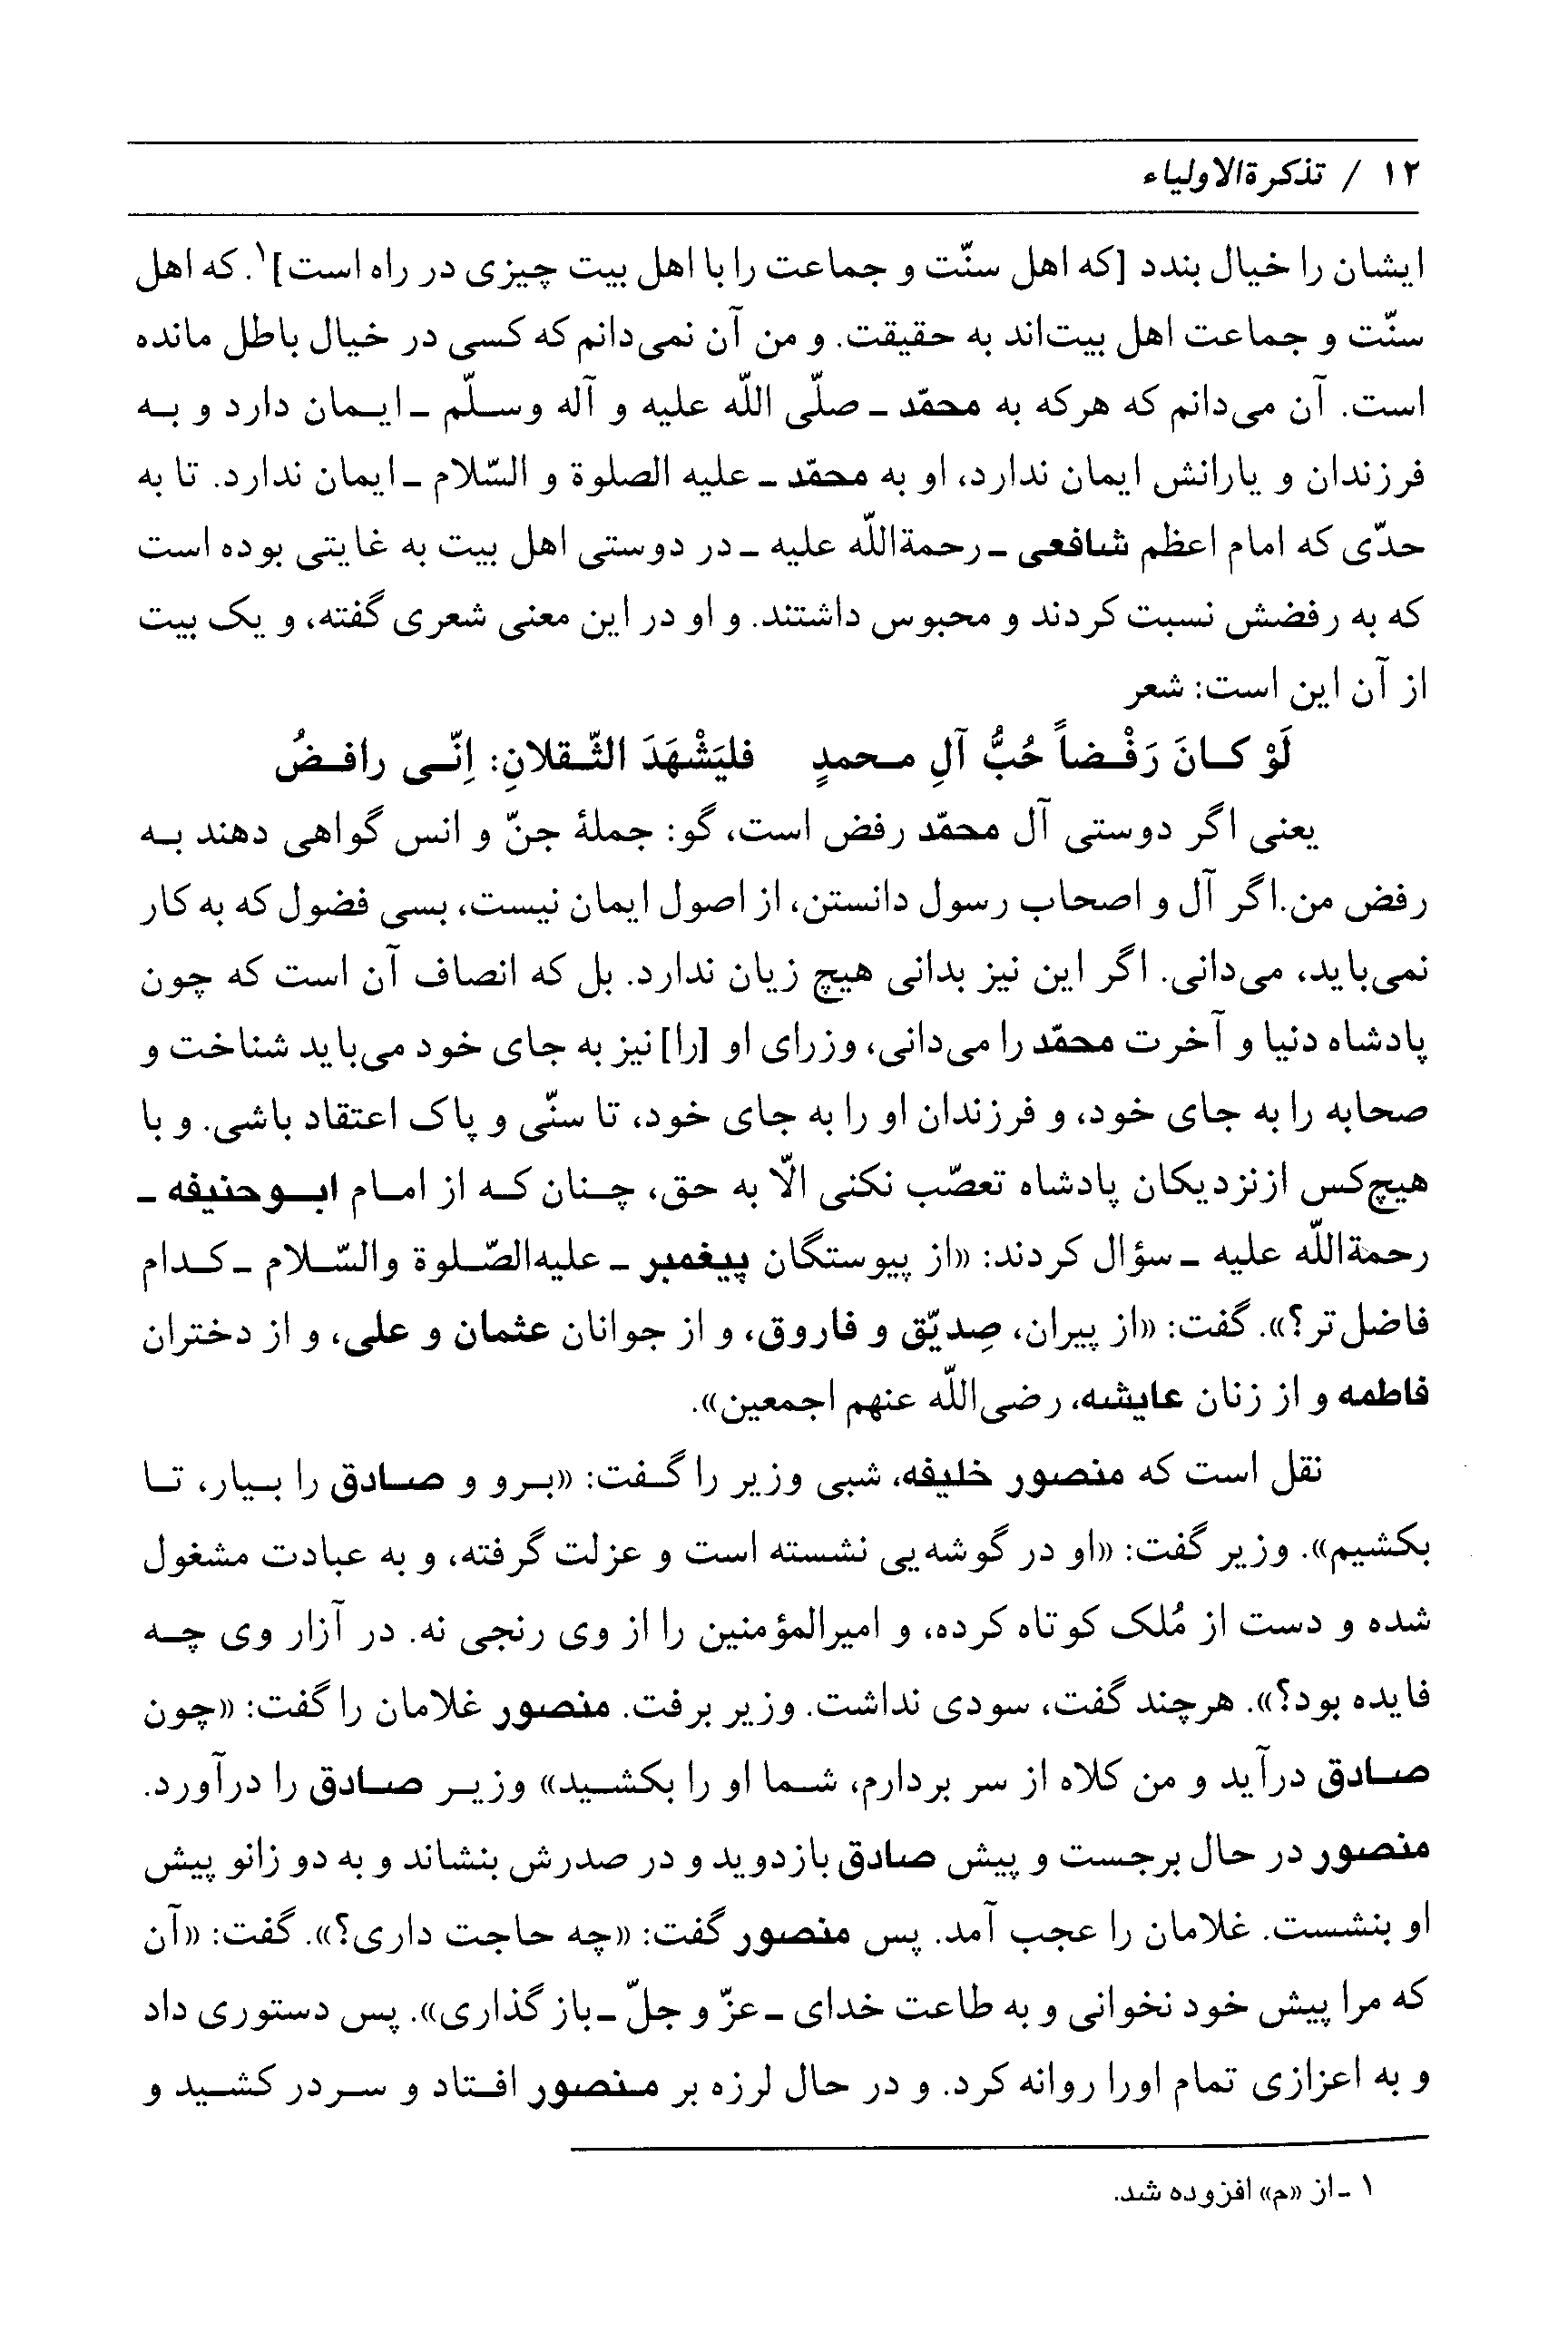 ۱۲ / تذکرةالاولیاء
ایشان را خیال بندد [که اهل سنّت و جماعت را با اهل بیت چیزی در راه است]۱. که اهل
سنّت و جماعت اهل بیت‌اند به حقیقت. و من آن نمی‌دانم که کسی در خیال باطل مانده
است. آن می‌دانم که هرکه به محمّد ـ صلّی اللّه علیه و آله وسلّم ـ ایمان دارد و به
فرزندان و یارانش ایمان ندارد، او به محمّد ـ علیه الصلوة و السّلام ـ ایمان ندارد. تا به
حدّی که امام اعظم شافعی ـ رحمةاللّه علیه ـ در دوستی اهل بیت به غایتی بوده است
که به رفضش نسبت کردند و محبوس داشتند. و او در این معنی شعری گفته، و یک بیت
از آن این است: شعر
لَوْ کانَ رَفْضاً حُبُّ آلِ محمدٍ    فلیَشْهَدَ الثّقلانِ: اِنّی رافضُ
یعنی اگر دوستی آل محمّد رفض است، گو: جملهٔ جنّ و انس گواهی دهند به
رفض من. اگر آل و اصحاب رسول دانستن، از اصول ایمان نیست، بسی فضول که به کار
نمی‌باید، می‌دانی. اگر این نیز بدانی هیچ زیان ندارد. بل که انصاف آن است که چون
پادشاه دنیا و آخرت محمّد را می‌دانی، وزرای او [را] نیز به جای خود می‌باید شناخت و
صحابه را به جای خود، و فرزندان او را به جای خود، تا سنّی و پاک اعتقاد باشی. و با
هیچ‌کس ازنزدیکان پادشاه تعصّب نکنی الّا به حق، چنان که از امام ابوحنیفه ـ
رحمةاللّه علیه ـ سؤال کردند: «از پیوستگان پیغمبر ـ علیه‌الصّلوة والسّلام ـ کدام
فاضل‌تر؟». گفت: «از پیران، صِدیّق و فاروق، و از جوانان عثمان و علی، و از دختران
فاطمه و از زنان عایشه، رضی‌اللّه عنهم اجمعین».
نقل است که منصور خلیفه، شبی وزیر را گفت: «برو و صادق را بیار، تا
بکشیم». وزیر گفت: «او در گوشه‌یی نشسته است و عزلت گرفته، و به عبادت مشغول
شده و دست از مُلک کوتاه کرده، و امیرالمؤمنین را از وی رنجی نه. در آزار وی چه
فایده بود؟». هرچند گفت، سودی نداشت. وزیر برفت. منصور غلامان را گفت: «چون
صادق درآید و من کلاه از سر بردارم، شما او را بکشید» وزیر صادق را درآورد.
منصور در حال برجست و پیش صادق بازدوید و در صدرش بنشاند و به دو زانو پیش
او بنشست. غلامان را عجب آمد. پس منصور گفت: «چه حاجت داری؟». گفت: «آن
که مرا پیش خود نخوانی و به طاعت خدای ـ عزّ و جلّ ـ باز گذاری». پس دستوری داد
و به اعزازی تمام اورا روانه کرد. و در حال لرزه بر منصور افتاد و سردر کشید و
۱ ـ از «م» افزوده شد.